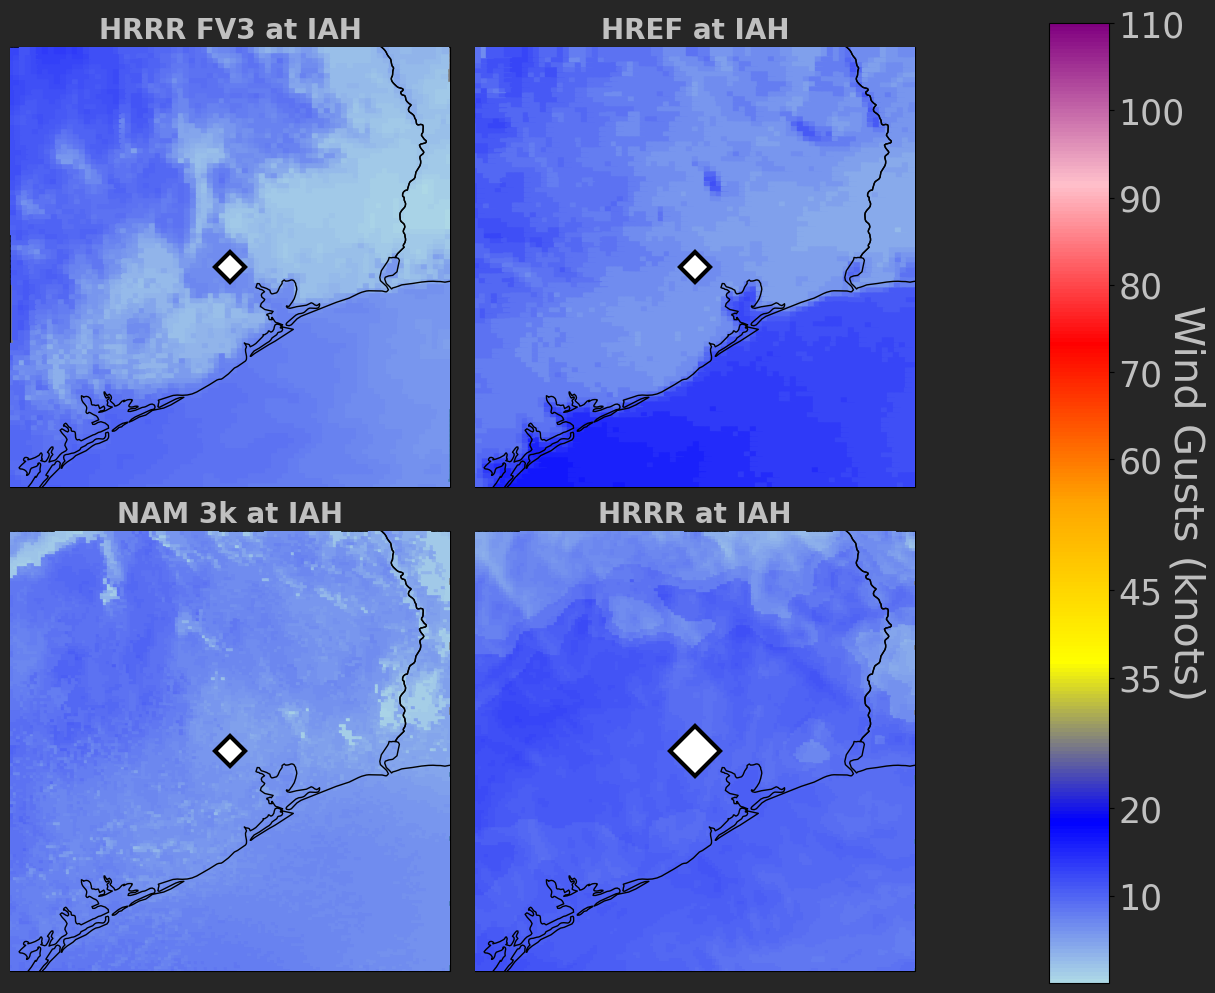 HRRR FV3 at IAH
HREF at IAH
NAM 3k at IAH
HRRR at IAH
110
100
90
80
70
60
45
35
20
10
Wind Gusts (knots)